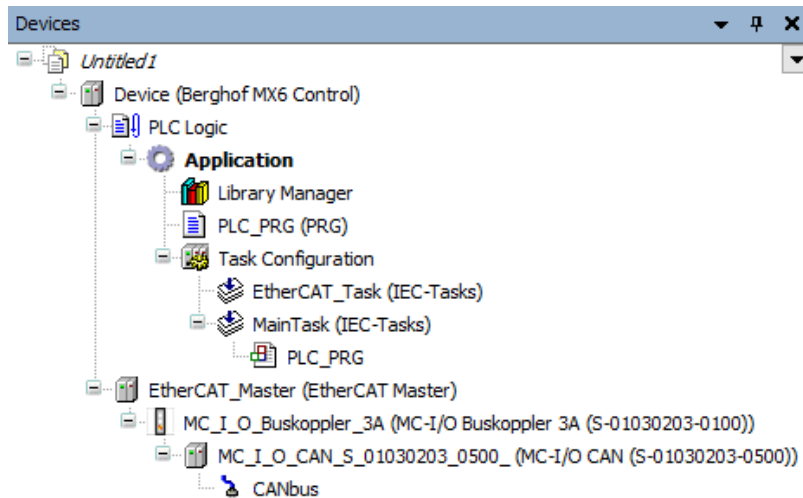 Devices
Untitled1
Device (Berghof MX6 Control)
PLC Logic
Application
Library Manager
PLC_PRG (PRG)
Task Configuration
EtherCAT_Task (IEC-Tasks)
MainTask (IEC-Tasks)
PLC_PRG
EtherCAT_Master (EtherCAT Master)
MC_I_O_Buskoppler_3A (MC-I/O Buskoppler 3A (S-01030203-0100))
MC_I_O_CAN_S_01030203_0500_ (MC-I/O CAN (S-01030203-0500))
CANbus